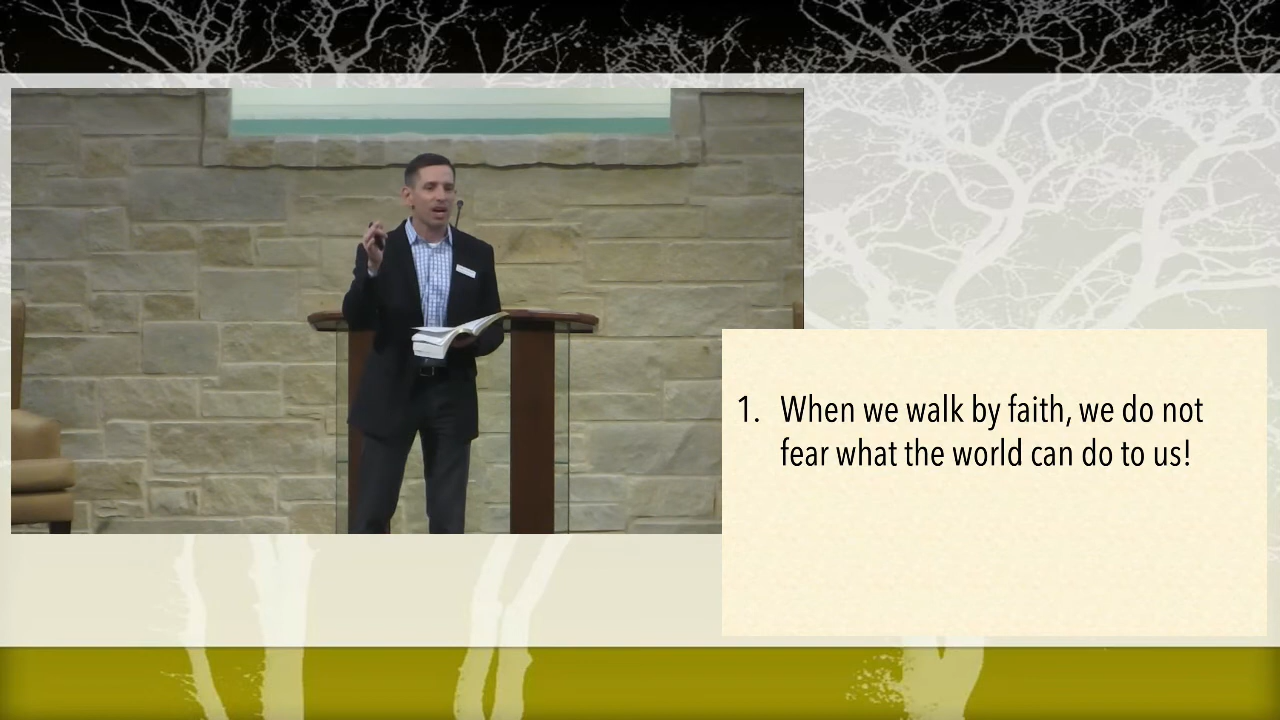 1. When we walk by faith, we do not
fear what the world can do to us!